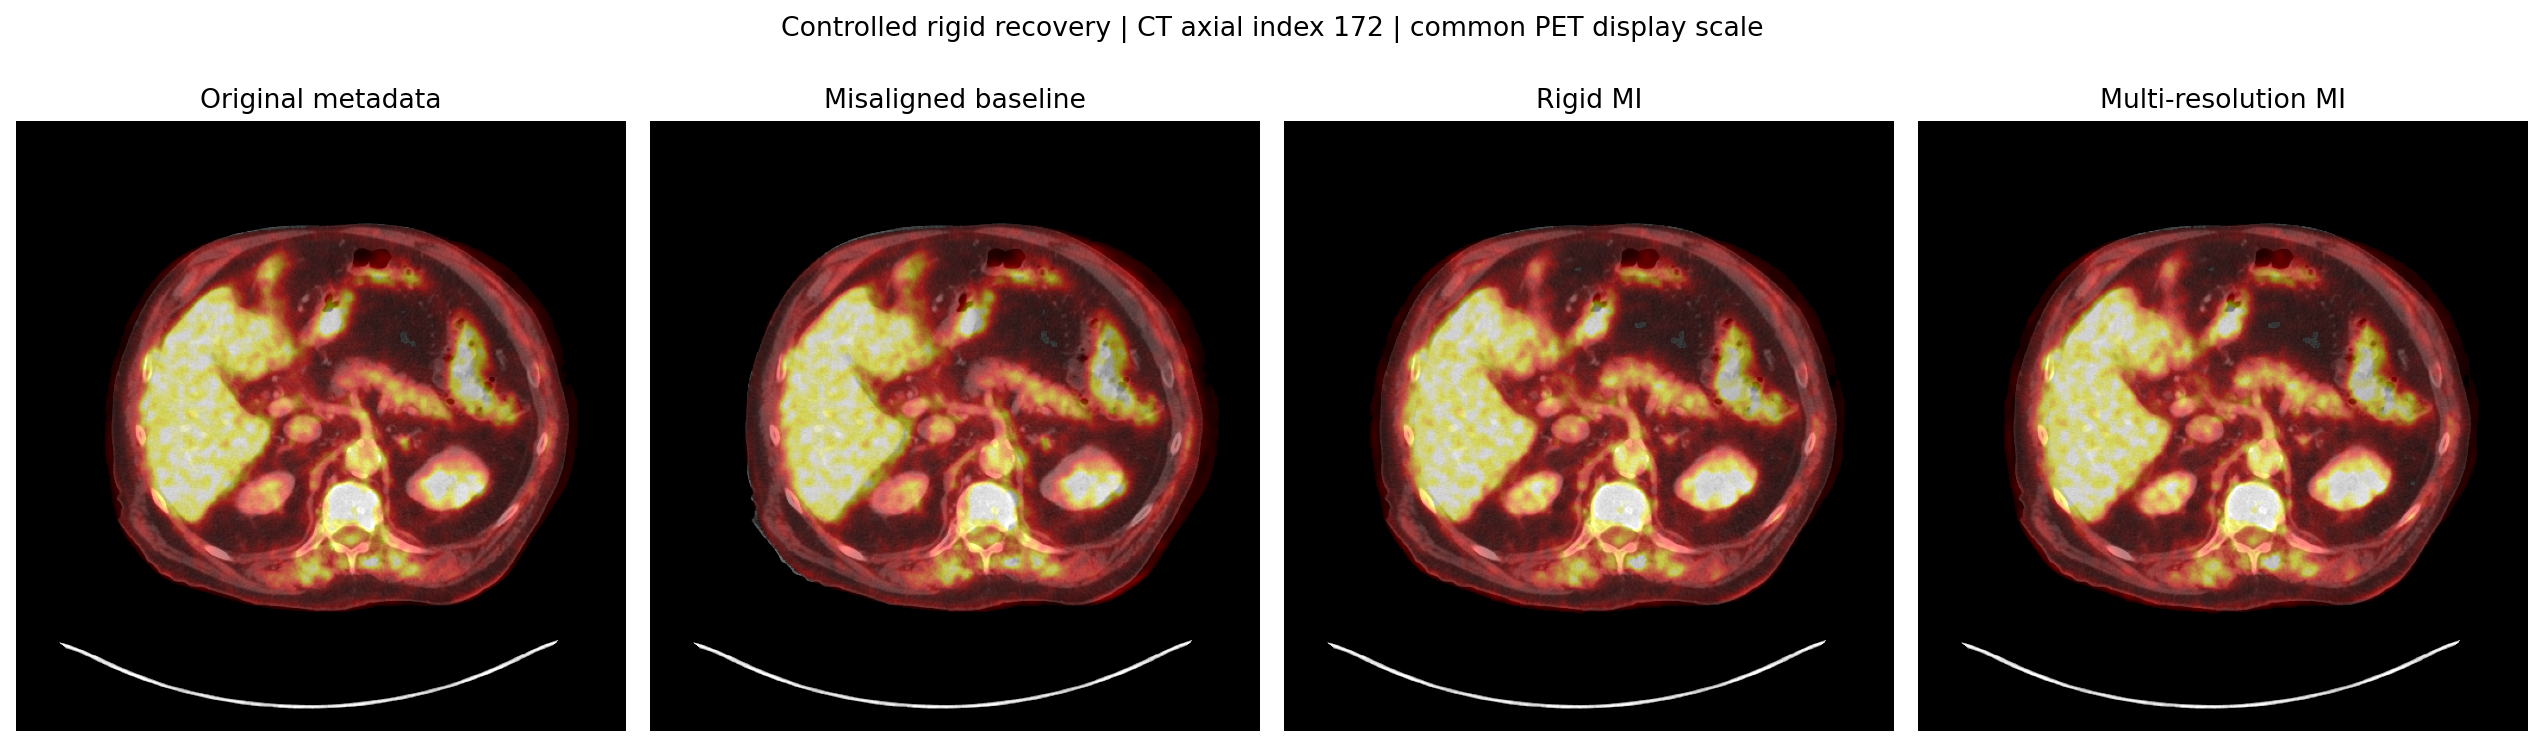 Controlled rigid recovery | CT axial index 172 | common PET display scale
Original metadata
Misaligned baseline
Rigid MI
Multi-resolution MI